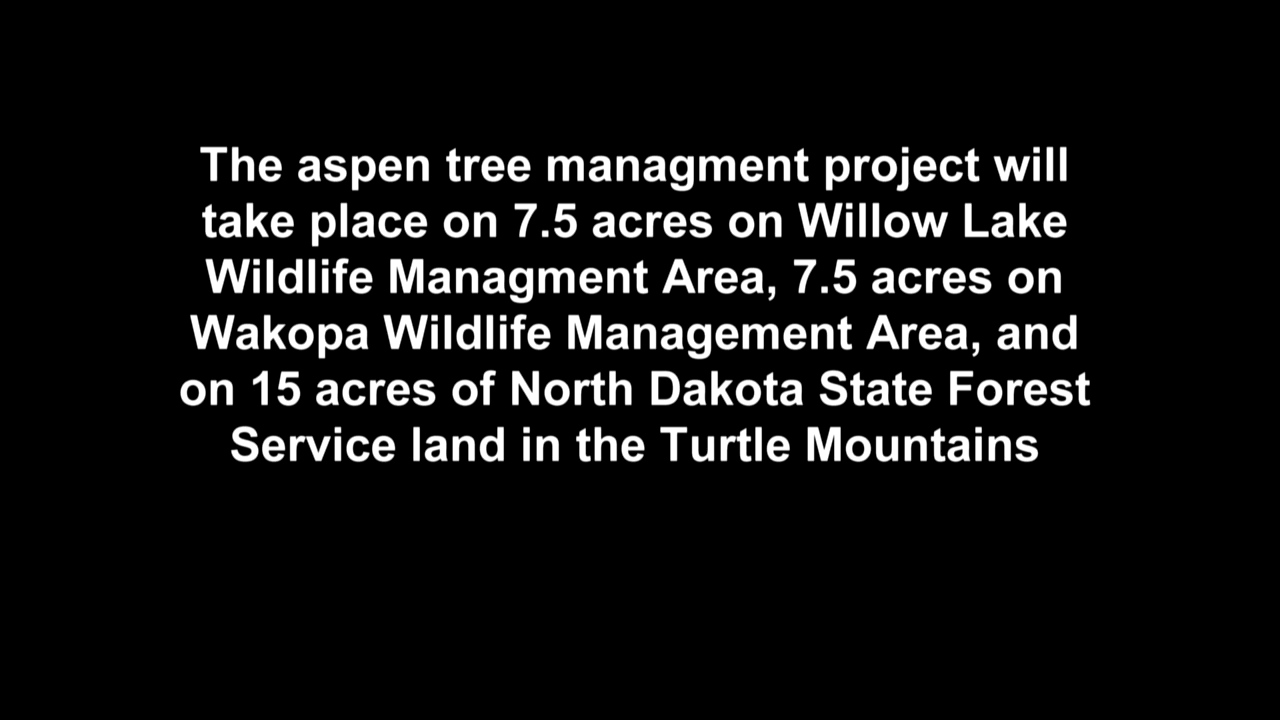 The aspen tree managment project will
take place on 7.5 acres on Willow Lake
Wildlife Managment Area, 7.5 acres on
Wakopa Wildlife Management Area, and
on 15 acres of North Dakota State Forest
Service land in the Turtle Mountains